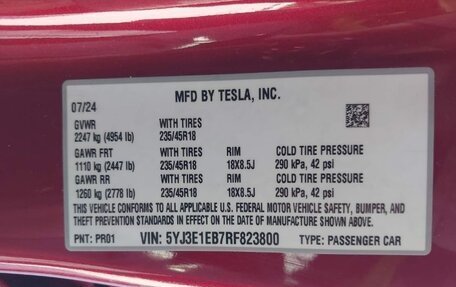 MFD BY TESLA, INC.
07/24
GVWR WITH TIRES
2247 kg (4954 lb) 235/45R18
GAWR FRT WITH TIRES RIM COLD TIRE PRESSURE
1110 kg (2447 lb) 235/45R18 18X8.5J 290 kPa, 42 psi
GAWR RR WITH TIRES RIM COLD TIRE PRESSURE
1260 kg (2778 lb) 235/45R18 18X8.5J 290 kPa, 42 psi
THIS VEHICLE CONFORMS TO ALL APPLICABLE U.S. FEDERAL MOTOR VEHICLE SAFETY, BUMPER, AND
THEFT PREVENTION STANDARDS IN EFFECT ON THE DATE OF MANUFACTURE SHOWN ABOVE.
PNT: PR01 VIN: 5YJ3E1EB7RF823800 TYPE: PASSENGER CAR